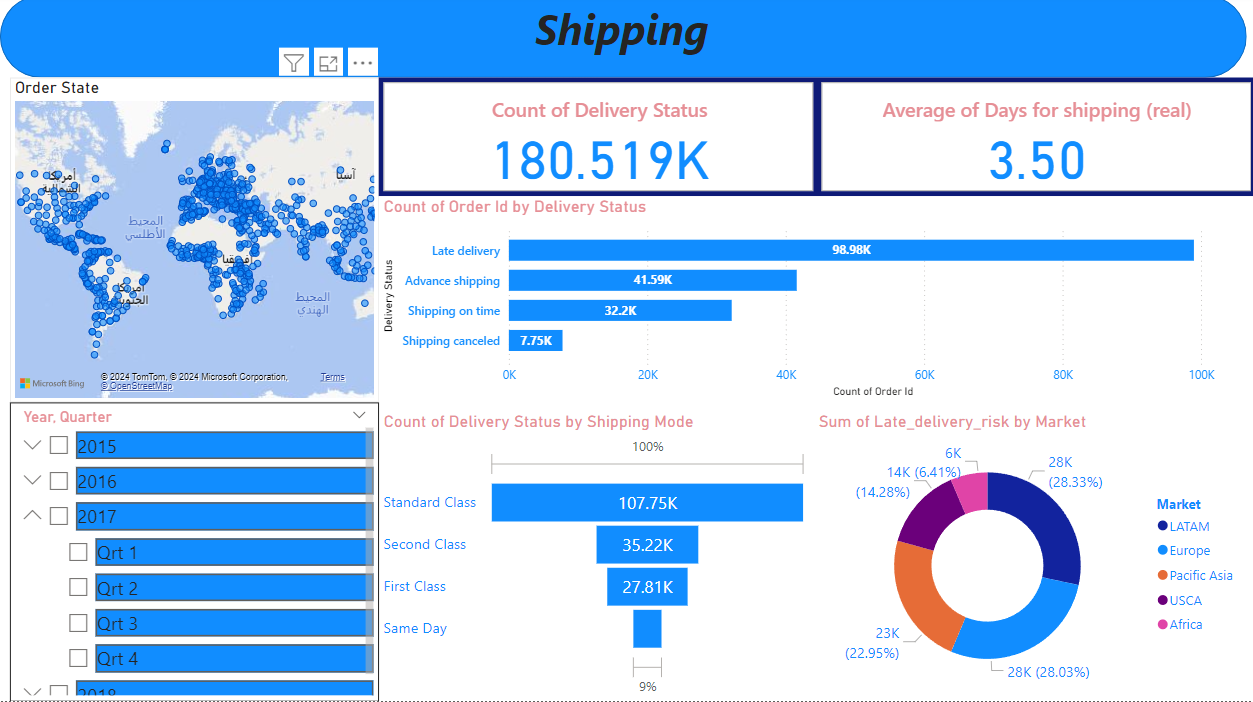 Shipping
Order State
أمريكا
الشمالية
آسيا
المحيط
الأطلسي
أفريقيا
أمريكا
الجنوبية
المحيط
الهندي
Microsoft Bing
© 2024 TomTom, © 2024 Microsoft Corporation,
© OpenStreetMap
Terms
Count of Delivery Status
180.519K
Average of Days for shipping (real)
3.50
Count of Order Id by Delivery Status
Delivery Status
Late delivery
98.98K
Advance shipping
41.59K
Shipping on time
32.2K
Shipping canceled
7.75K
0K
20K
40K
60K
80K
100K
Count of Order Id
Year, Quarter
2015
2016
2017
Qrt 1
Qrt 2
Qrt 3
Qrt 4
2018
Count of Delivery Status by Shipping Mode
100%
Standard Class
107.75K
Second Class
35.22K
First Class
27.81K
Same Day
9%
Sum of Late_delivery_risk by Market
6K
(6.41%)
28K
(28.33%)
14K
(14.28%)
23K
(22.95%)
28K (28.03%)
Market
LATAM
Europe
Pacific Asia
USCA
Africa